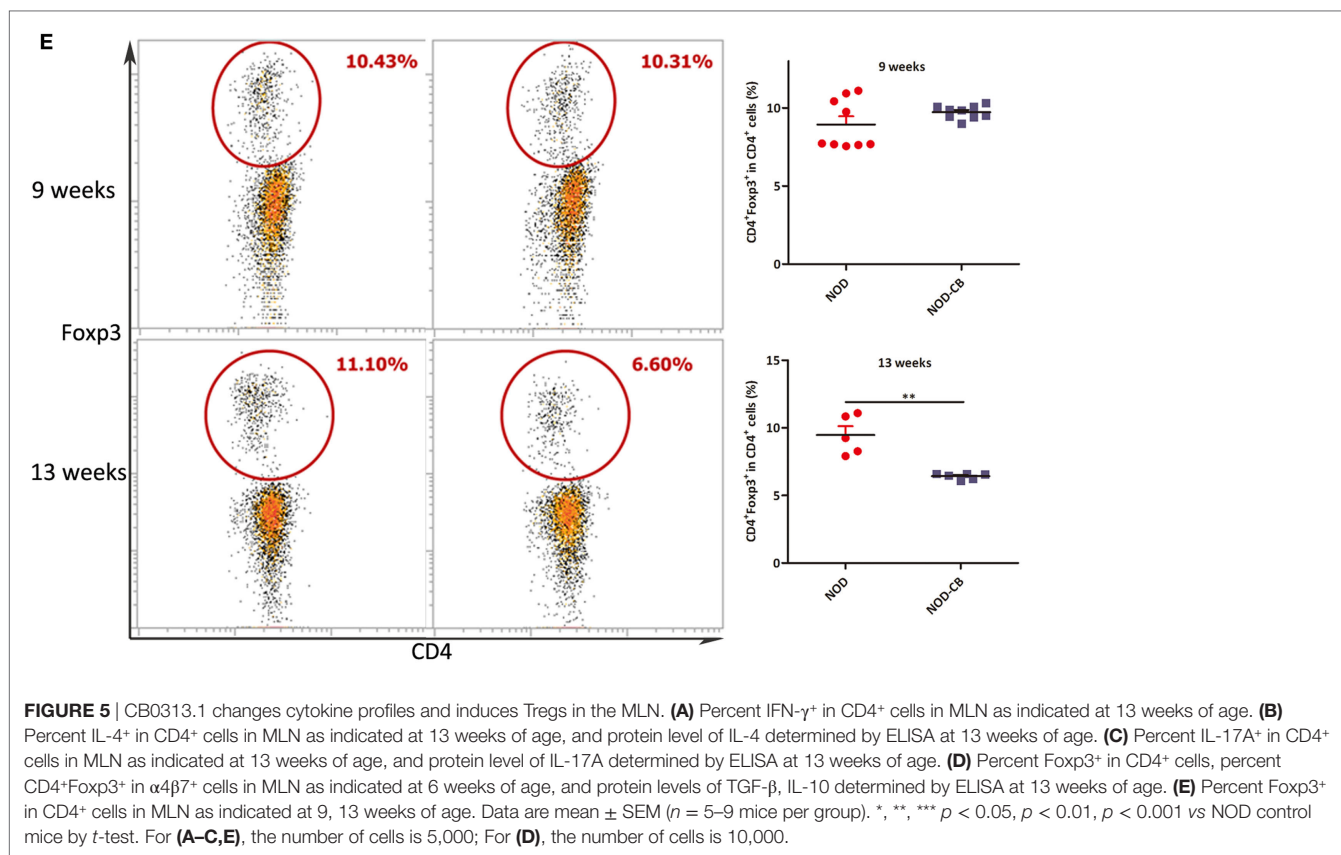 E
10.43%
10.31%
9 weeks
Foxp3
11.10%
6.60%
13 weeks
CD4
9 weeks
CD4⁺Foxp3⁺ in CD4⁺ cells (%)
10
5
0
NOD
NOD-CB
13 weeks
CD4⁺Foxp3⁺ in CD4⁺ cells (%)
15
**
10
5
0
NOD
NOD-CB
FIGURE 5 | CB0313.1 changes cytokine profiles and induces Tregs in the MLN. (A) Percent IFN-γ⁺ in CD4⁺ cells in MLN as indicated at 13 weeks of age. (B)
Percent IL-4⁺ in CD4⁺ cells in MLN as indicated at 13 weeks of age, and protein level of IL-4 determined by ELISA at 13 weeks of age. (C) Percent IL-17A⁺ in CD4⁺
cells in MLN as indicated at 13 weeks of age, and protein level of IL-17A determined by ELISA at 13 weeks of age. (D) Percent Foxp3⁺ in CD4⁺ cells, percent
CD4⁺Foxp3⁺ in α4β7⁺ cells in MLN as indicated at 6 weeks of age, and protein levels of TGF-β, IL-10 determined by ELISA at 13 weeks of age. (E) Percent Foxp3⁺
in CD4⁺ cells in MLN as indicated at 9, 13 weeks of age. Data are mean ± SEM (n = 5–9 mice per group). *, **, *** p < 0.05, p < 0.01, p < 0.001 vs NOD control
mice by t-test. For (A–C,E), the number of cells is 5,000; For (D), the number of cells is 10,000.